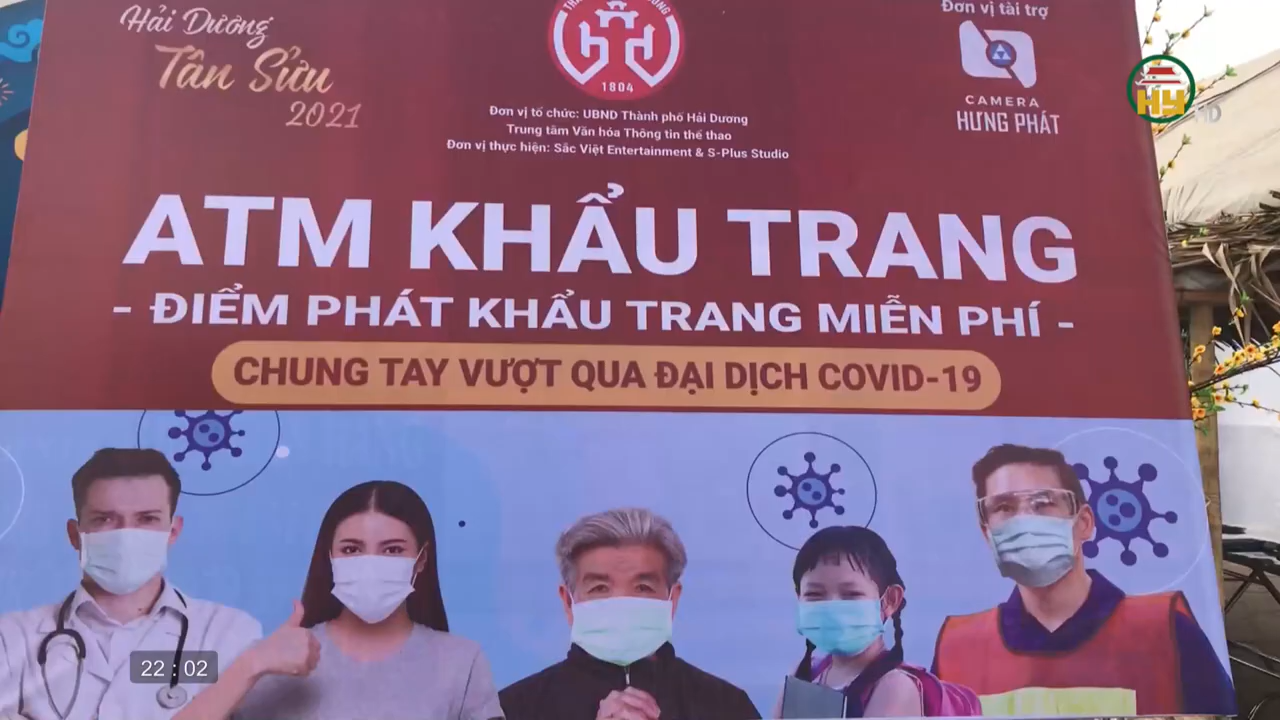 Hải Dương
Tân Sửu
2021
1804
Đơn vị tổ chức: UBND Thành phố Hải Dương
Trung tâm Văn hóa Thông tin thể thao
Đơn vị thực hiện: Sắc Việt Entertainment & S-Plus Studio
Đơn vị tài trợ
CAMERA
HƯNG PHÁT
HY HD
ATM KHẨU TRANG
- ĐIỂM PHÁT KHẨU TRANG MIỄN PHÍ -
CHUNG TAY VƯỢT QUA ĐẠI DỊCH COVID-19
22 : 02